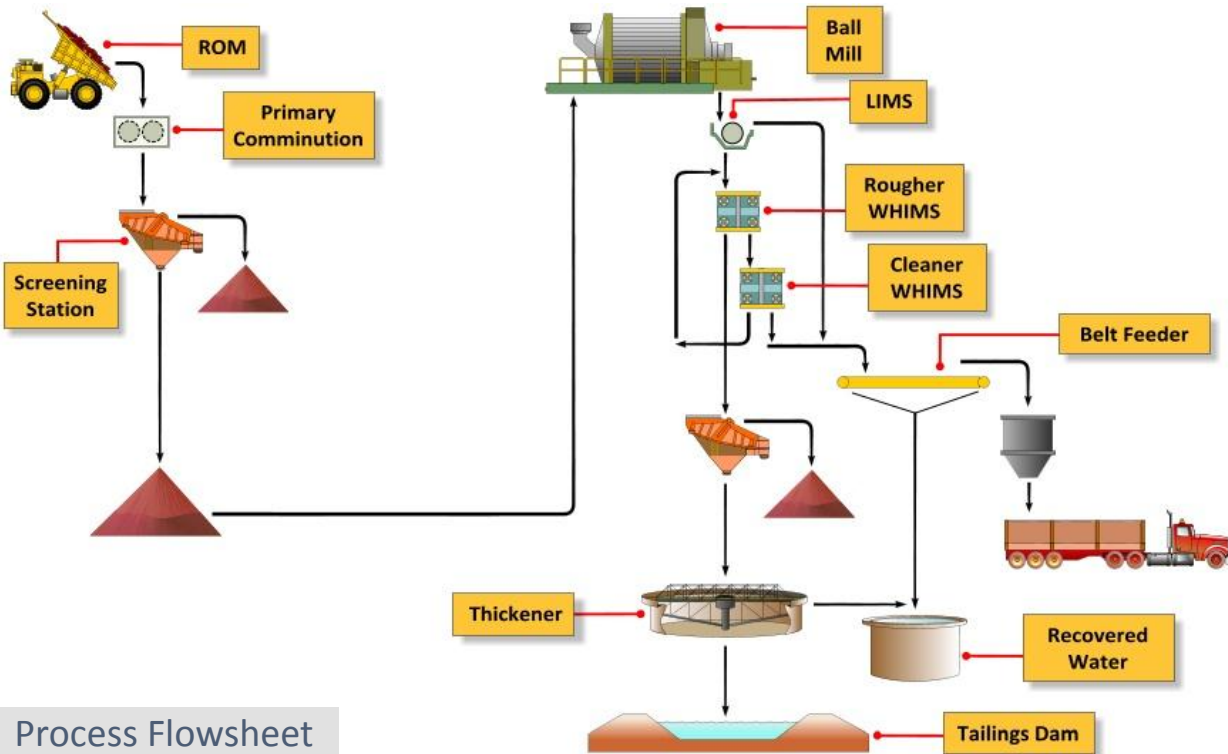 ROM
Primary
Comminution
Screening
Station
Ball
Mill
LIMS
Rougher
WHIMS
Cleaner
WHIMS
Belt Feeder
Thickener
Recovered
Water
Tailings Dam
Process Flowsheet